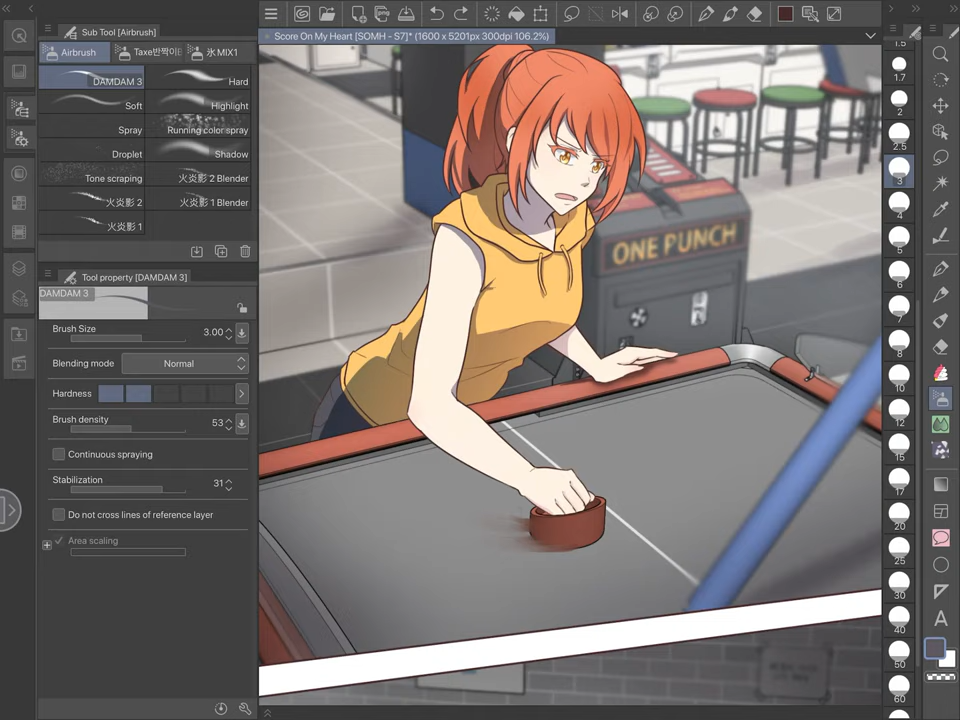 Sub Tool [Airbrush]
Airbrush
Taxe반짝이
氷 MIX1
DAMDAM 3
Hard
Soft
Highlight
Spray
Running color spray
Droplet
Shadow
Tone scraping
火炎影 2 Blender
火炎影 2
火炎影 1 Blender
火炎影 1
Tool property [DAMDAM 3]
DAMDAM 3
Brush Size
3.00
Blending mode
Normal
Hardness
Brush density
53
Continuous spraying
Stabilization
31
Do not cross lines of reference layer
Area scaling
Score On My Heart [SOMH - S7]* (1600 x 5201px 300dpi 106.2%)
ONE PUNCH
1.5
1.7
2
2.5
3
4
5
6
7
8
10
12
15
17
20
25
30
40
50
60
A